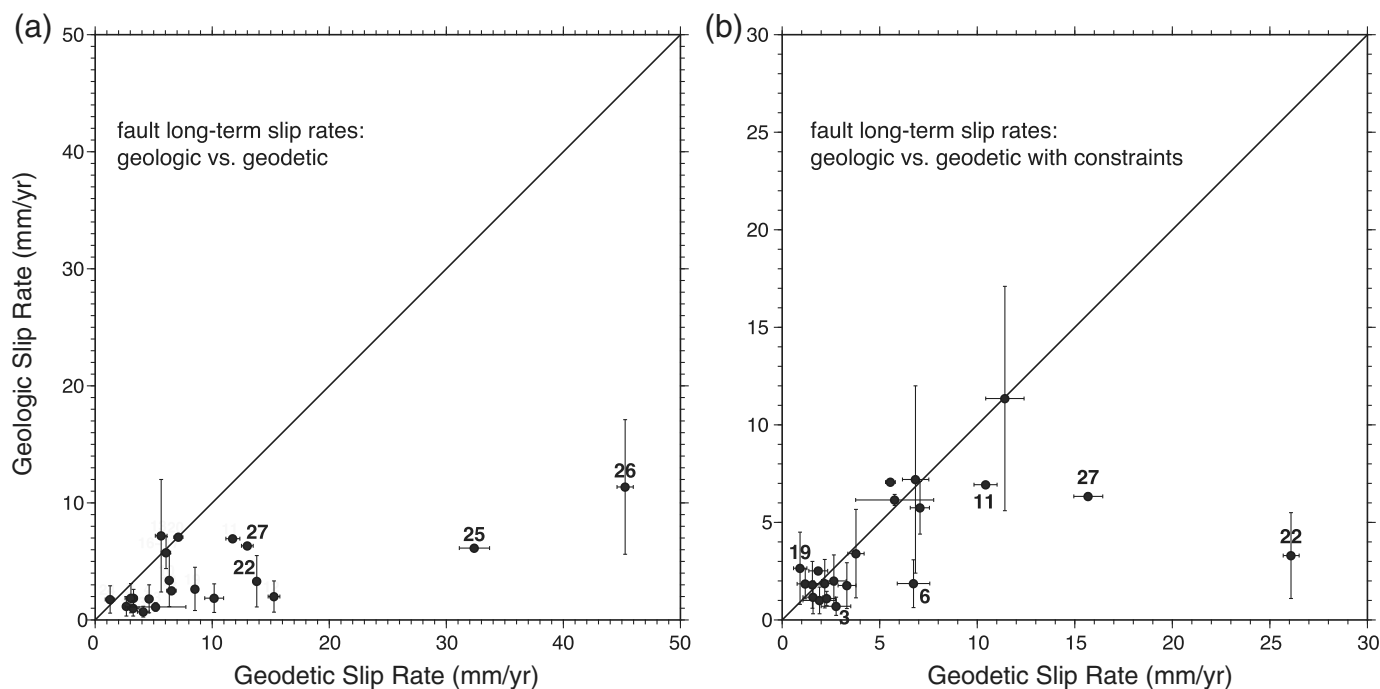 (a)
50
40
30
20
10
0
Geologic Slip Rate (mm/yr)
fault long-term slip rates:
geologic vs. geodetic
26
25
27
22
0 10 20 30 40 50
Geodetic Slip Rate (mm/yr)
(b)
30
25
20
15
10
5
0
fault long-term slip rates:
geologic vs. geodetic with constraints
27
11
22
19
6
3
0 5 10 15 20 25 30
Geodetic Slip Rate (mm/yr)